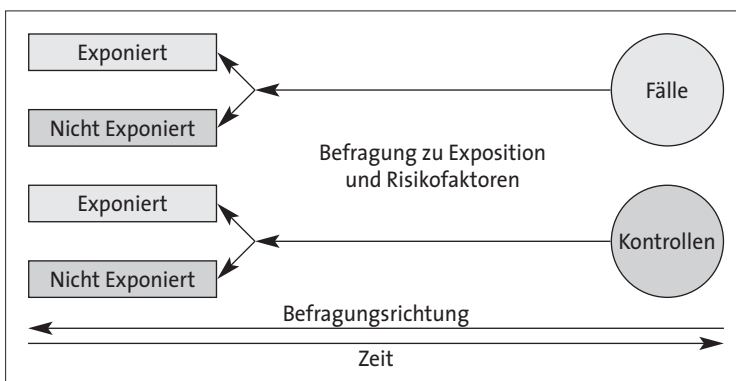 Exponiert
Fälle
Nicht Exponiert
Befragung zu Exposition
und Risikofaktoren
Exponiert
Kontrollen
Nicht Exponiert
Befragungsrichtung
Zeit